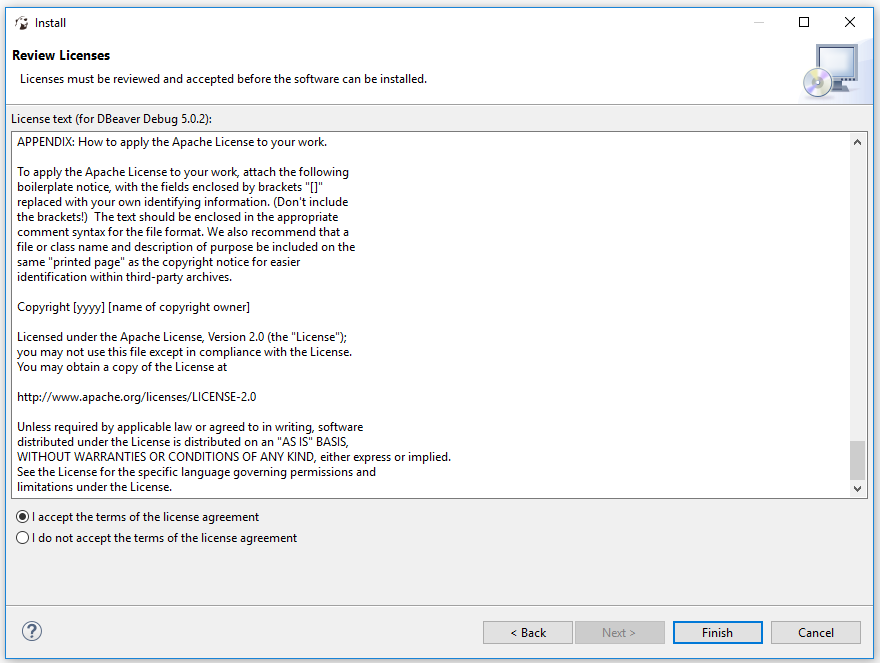 Install
Review Licenses
Licenses must be reviewed and accepted before the software can be installed.
License text (for DBeaver Debug 5.0.2):
APPENDIX: How to apply the Apache License to your work.
To apply the Apache License to your work, attach the following
boilerplate notice, with the fields enclosed by brackets "[]"
replaced with your own identifying information. (Don't include
the brackets!)  The text should be enclosed in the appropriate
comment syntax for the file format. We also recommend that a
file or class name and description of purpose be included on the
same "printed page" as the copyright notice for easier
identification within third-party archives.
Copyright [yyyy] [name of copyright owner]
Licensed under the Apache License, Version 2.0 (the "License");
you may not use this file except in compliance with the License.
You may obtain a copy of the License at
http://www.apache.org/licenses/LICENSE-2.0
Unless required by applicable law or agreed to in writing, software
distributed under the License is distributed on an "AS IS" BASIS,
WITHOUT WARRANTIES OR CONDITIONS OF ANY KIND, either express or implied.
See the License for the specific language governing permissions and
limitations under the License.
I accept the terms of the license agreement
I do not accept the terms of the license agreement
? < Back Next > Finish Cancel